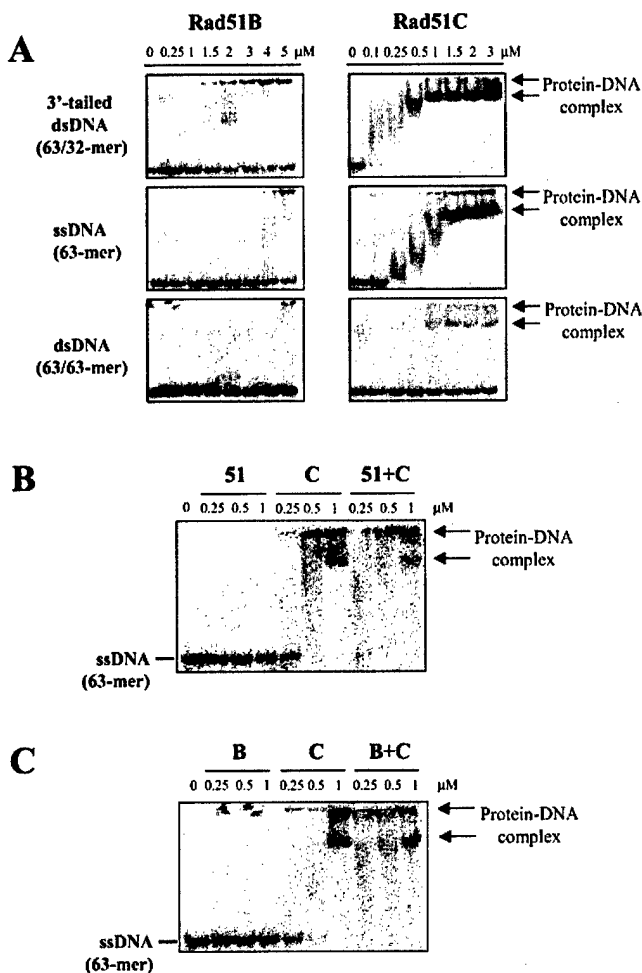 A
Rad51B Rad51C
0 0.25 1 1.5 2 3 4 5 µM 0 0.1 0.25 0.5 1 1.5 2 3 µM
3'-tailed
dsDNA
(63/32-mer)
Protein-DNA
complex
ssDNA
(63-mer)
Protein-DNA
complex
dsDNA
(63/63-mer)
Protein-DNA
complex
B
51 C 51+C
0 0.25 0.5 1 0.25 0.5 1 0.25 0.5 1 µM
Protein-DNA
complex
ssDNA
(63-mer)
C
B C B+C
0 0.25 0.5 1 0.25 0.5 1 0.25 0.5 1 µM
Protein-DNA
complex
ssDNA
(63-mer)